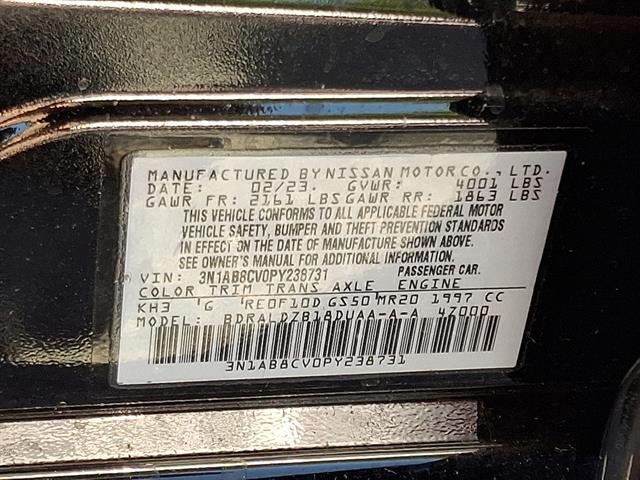 MANUFACTURED BY NISSAN MOTOR CO., LTD.
DATE: 02/23. GVWR: 4001 LBS
GAWR FR: 2161 LBS GAWR RR: 1863 LBS
THIS VEHICLE CONFORMS TO ALL APPLICABLE FEDERAL MOTOR
VEHICLE SAFETY, BUMPER AND THEFT PREVENTION STANDARDS
IN EFFECT ON THE DATE OF MANUFACTURE SHOWN ABOVE.
SEE OWNER'S MANUAL FOR ADDITIONAL INFORMATION
VIN: 3N1AB8CV0PY238731 PASSENGER CAR.
COLOR TRIM TRANS AXLE ENGINE
KH3 'G 'RE0F10D GS50'MR20 1997 CC
MODEL: BDRALDZB18DUAA-A-A 47000
3N1AB8CV0PY238731